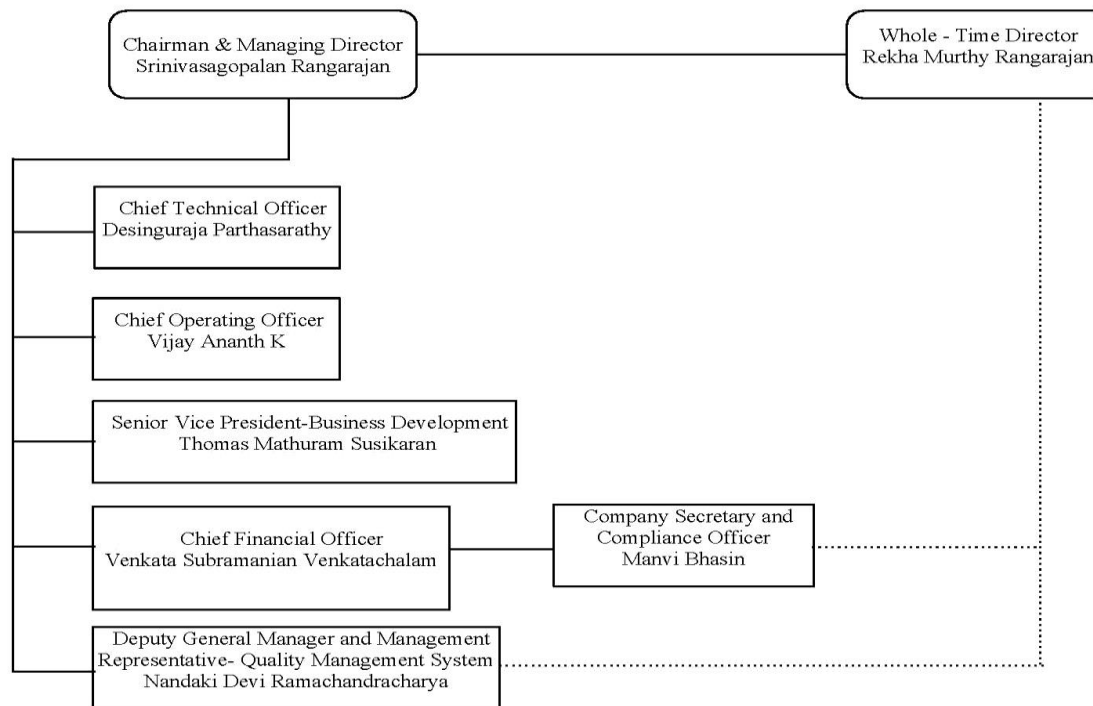 Chairman & Managing Director
Srinivasagopalan Rangarajan
Whole - Time Director
Rekha Murthy Rangarajan
Chief Technical Officer
Desinguraja Parthasarathy
Chief Operating Officer
Vijay Ananth K
Senior Vice President-Business Development
Thomas Mathuram Susikaran
Chief Financial Officer
Venkata Subramanian Venkatachalam
Company Secretary and
Compliance Officer
Manvi Bhasin
Deputy General Manager and Management
Representative- Quality Management System
Nandaki Devi Ramachandracharya